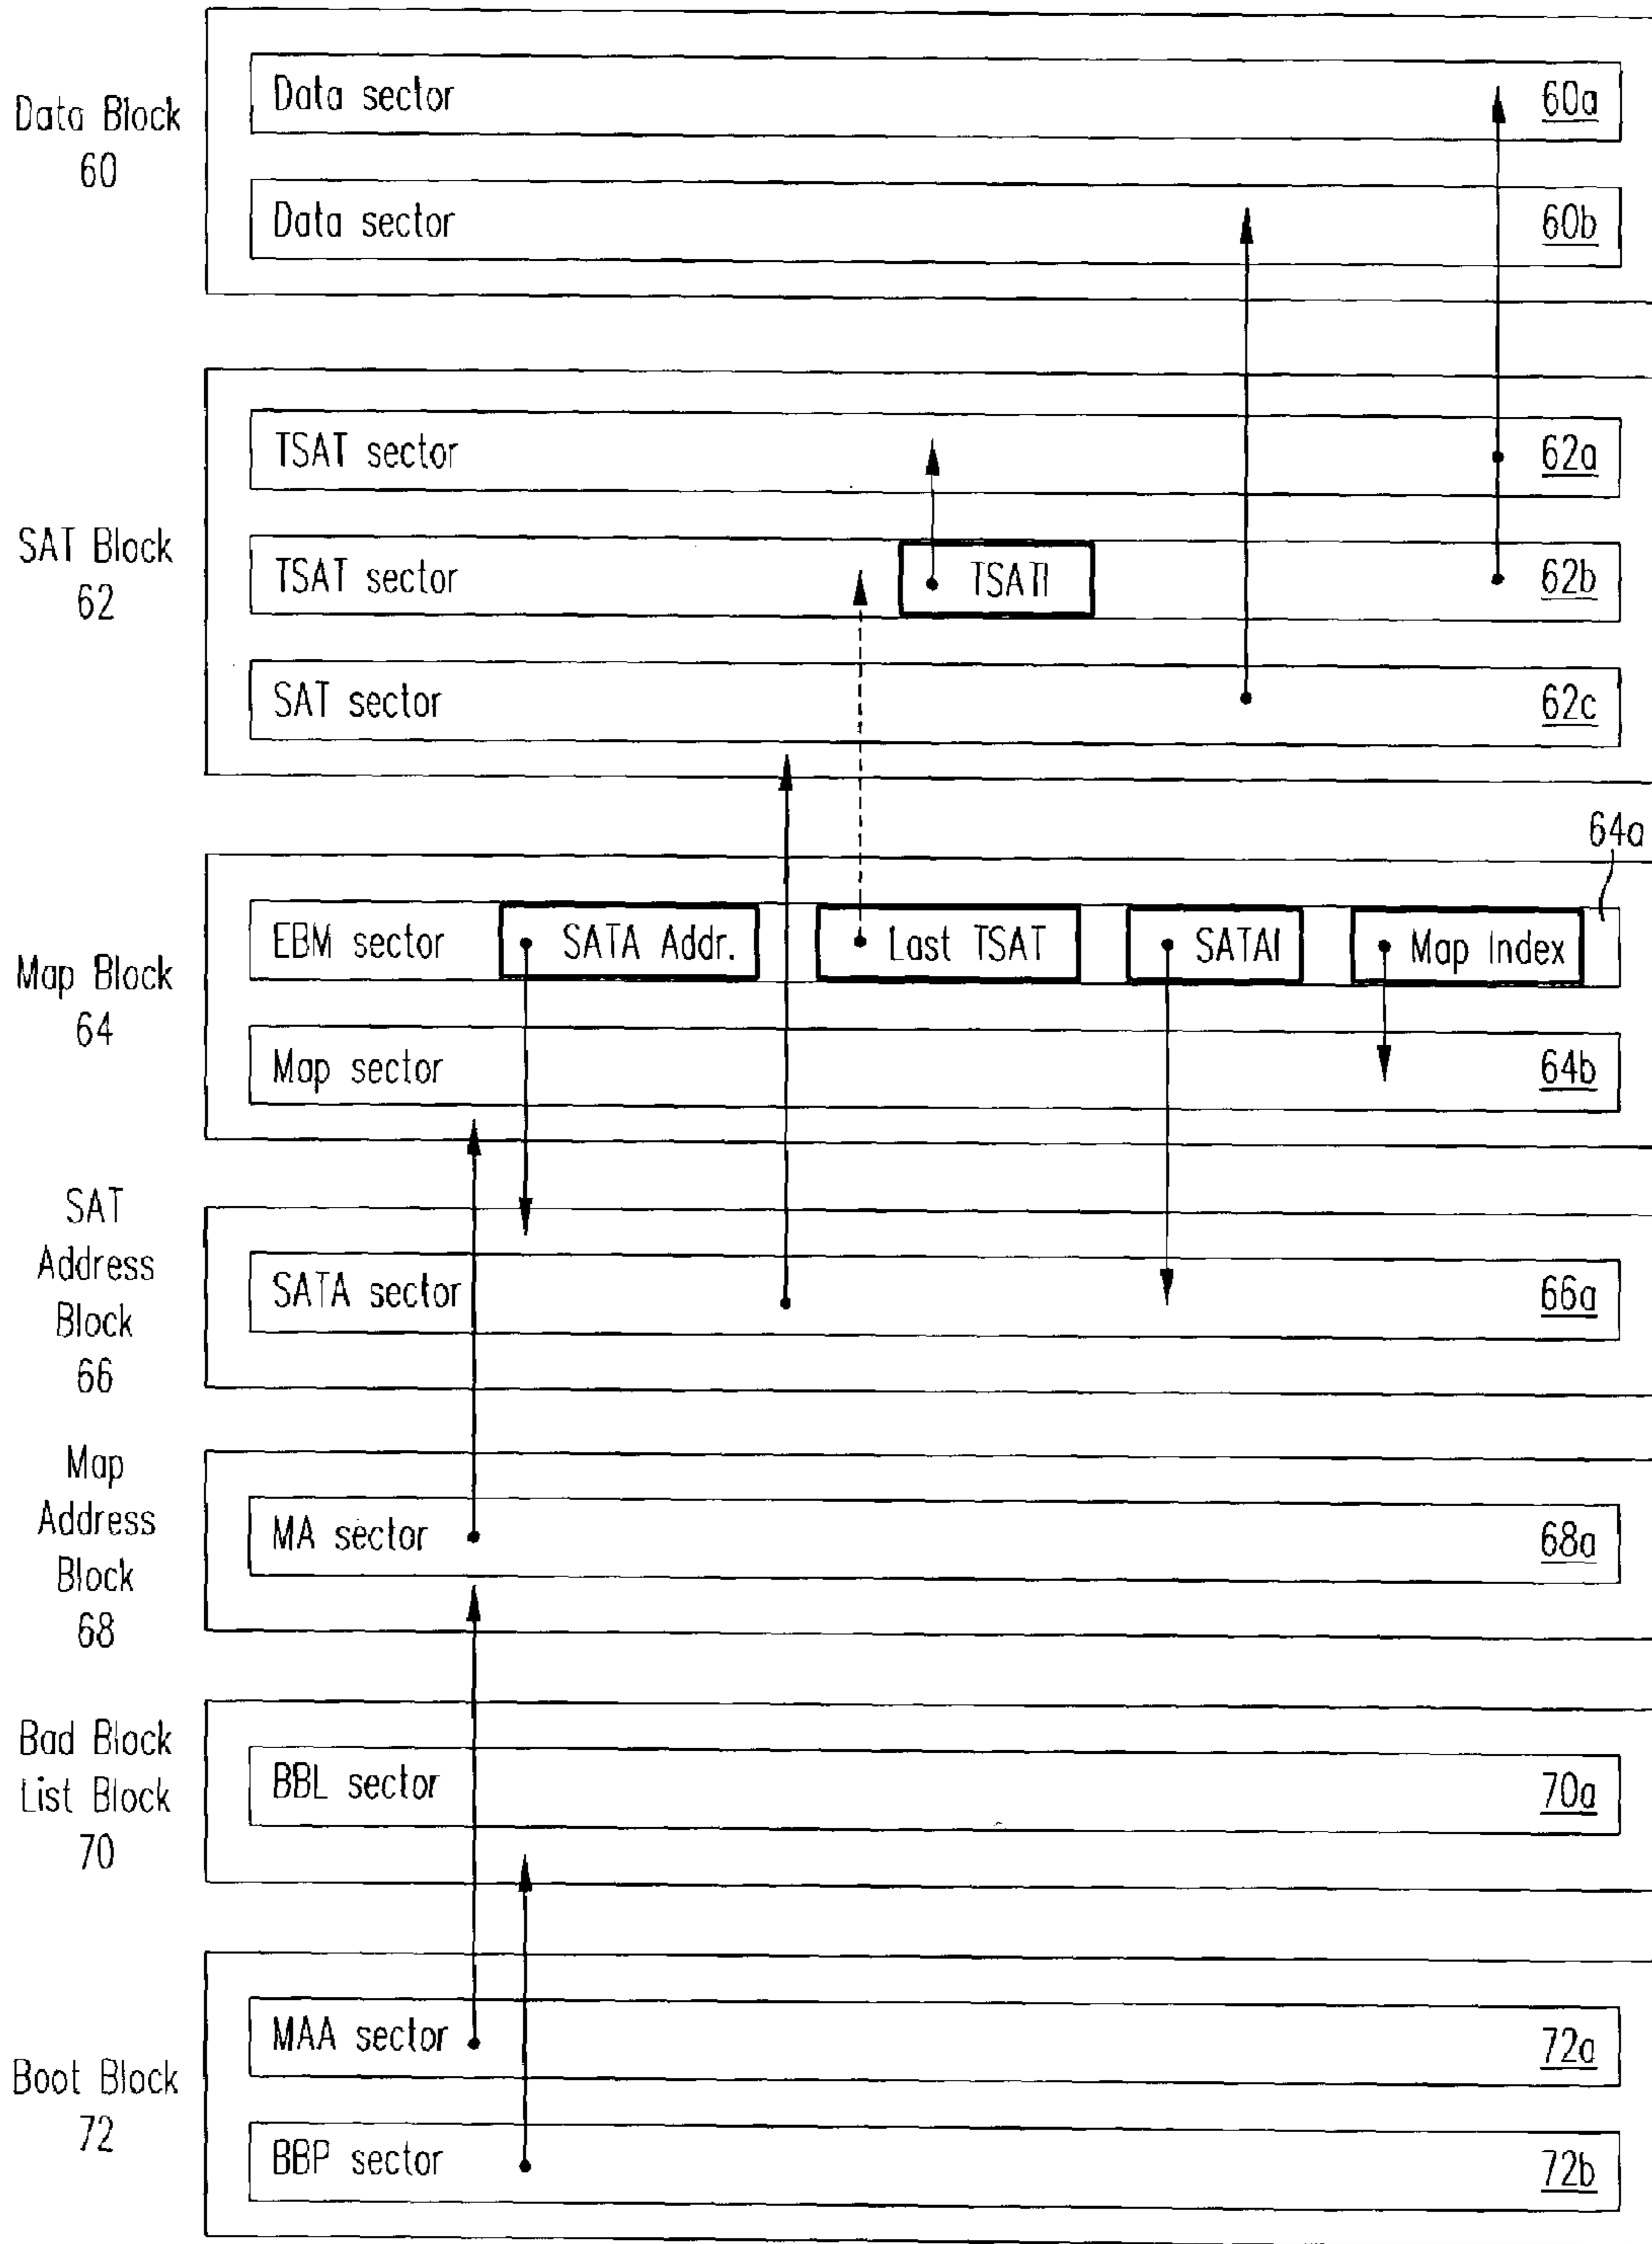 Data Block
60
Data sector 60a
Data sector 60b
SAT Block
62
TSAT sector 62a
TSAT sector TSATI 62b
SAT sector 62c
64a
Map Block
64
EBM sector SATA Addr. Last TSAT SATAI Map Index
Map sector 64b
SAT
Address
Block
66
SATA sector 66a
Map
Address
Block
68
MA sector 68a
Bad Block
List Block
70
BBL sector 70a
Boot Block
72
MAA sector 72a
BBP sector 72b